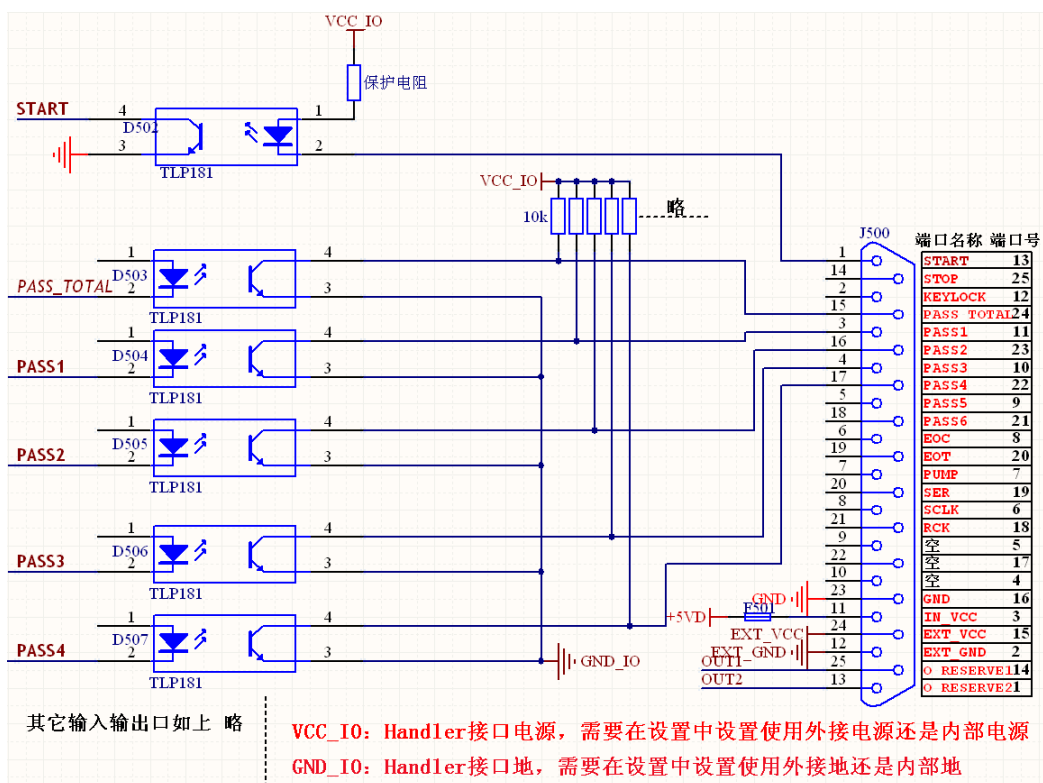 VCC_IO
保护电阻
START
4
D502
3
1
2
TLP181
VCC_IO
10k
略
PASS_TOTAL
1
D503
2
4
3
TLP181
PASS1
1
D504
2
4
3
TLP181
PASS2
1
D505
2
4
3
TLP181
PASS3
1
D506
2
4
3
TLP181
PASS4
1
D507
2
4
3
TLP181
GND_IO
J500
1
14
2
15
3
16
4
17
5
18
6
19
7
20
8
21
9
22
10
23
11
24
12
25
13
GND
+5VD
F501
EXT_VCC
EXT_GND
OUT1
OUT2
端口名称 端口号
START 13
STOP 25
KEYLOCK 12
PASS TOTAL 24
PASS1 11
PASS2 23
PASS3 10
PASS4 22
PASS5 9
PASS6 21
EOC 8
EOT 20
PUMP 7
SER 19
SCLK 6
RCK 18
空 5
空 17
空 4
GND 16
IN_VCC 3
EXT_VCC 15
EXT_GND 2
O RESERVE1 14
O RESERVE2 1
其它输入输出口如上 略
VCC_IO：Handler接口电源，需要在设置中设置使用外接电源还是内部电源
GND_IO：Handler接口地，需要在设置中设置使用外接地还是内部地